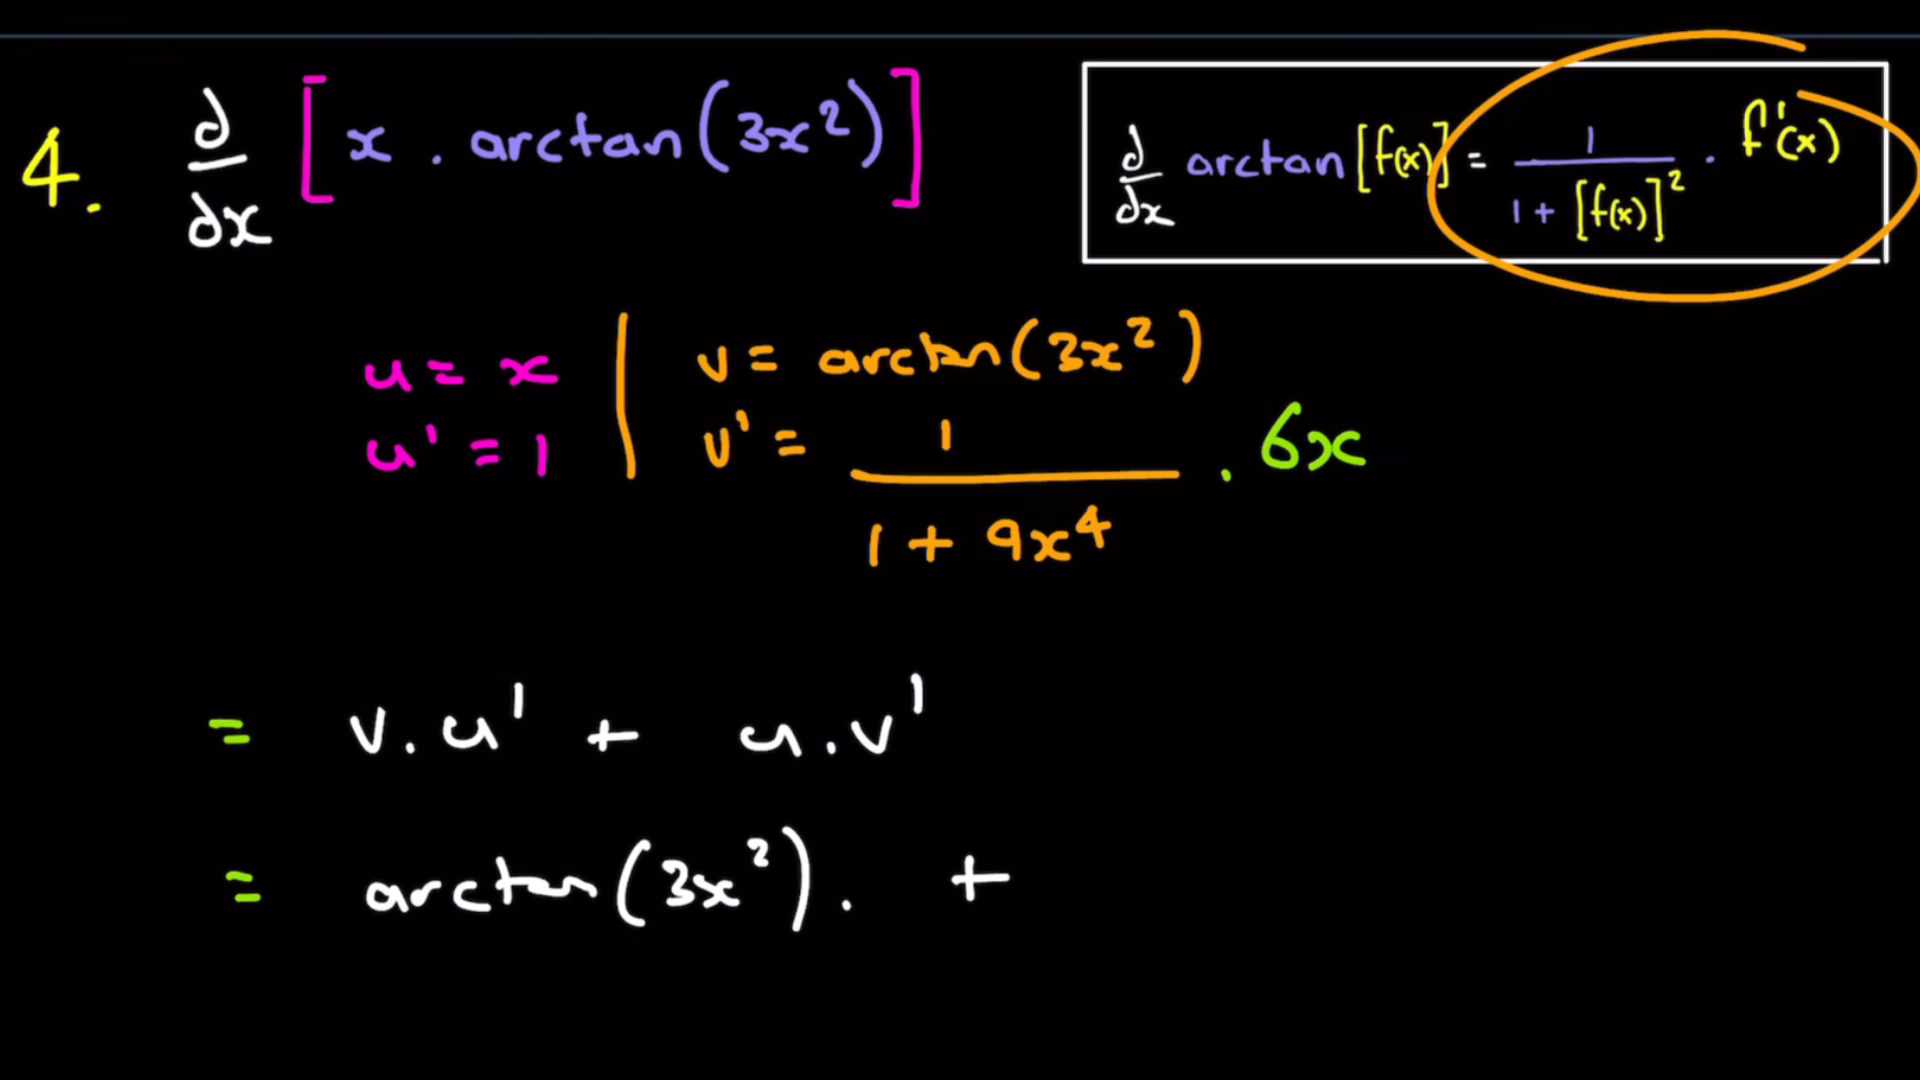 4. d/dx [x . arctan(3x²)]
d/dx arctan[f(x)] = 1/(1 + [f(x)]²) . f'(x)
u = x | v = arctan(3x²)
u' = 1 | v' = 1/(1 + 9x⁴) . 6x
= v.u' + u.v'
= arctan(3x²). +